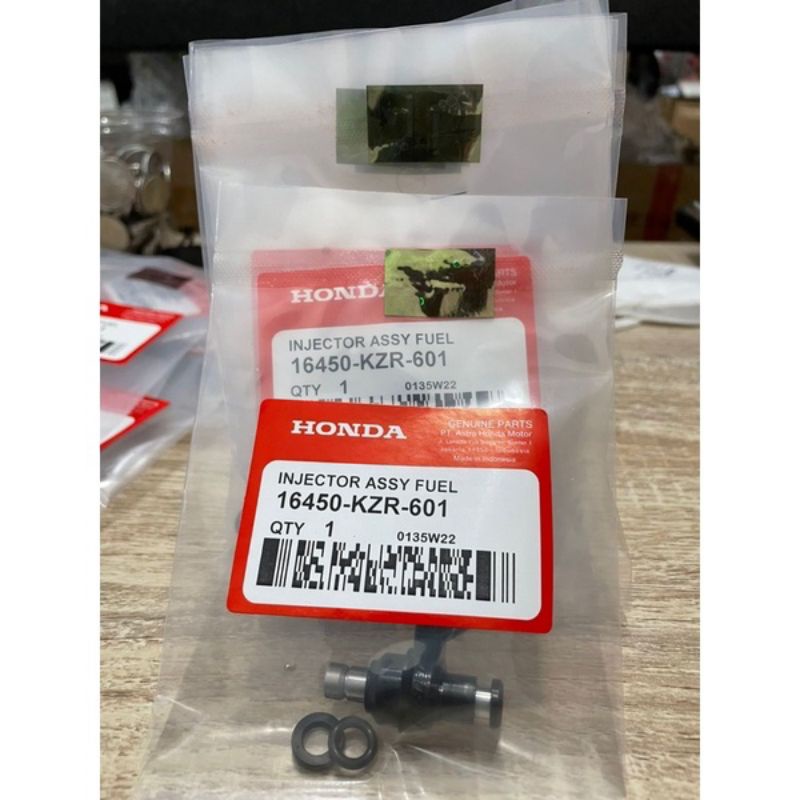 HONDA
PARTS
INJECTOR ASSY FUEL
16450-KZR-601
QTY 1 0135W22
HONDA
GENUINE PARTS
PT. Astra Honda Motor
Made in Indonesia
INJECTOR ASSY FUEL
16450-KZR-601
QTY 1 0135W22